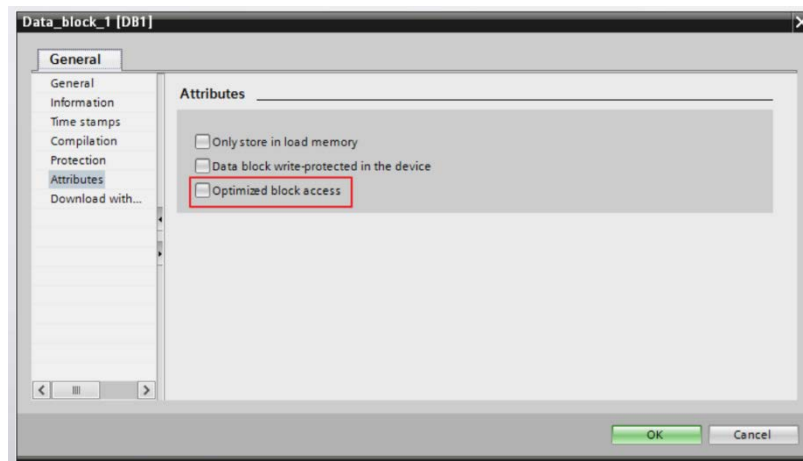 Data_block_1 [DB1]
General
General
Information
Time stamps
Compilation
Protection
Attributes
Download with...
Attributes
Only store in load memory
Data block write-protected in the device
Optimized block access
OK
Cancel